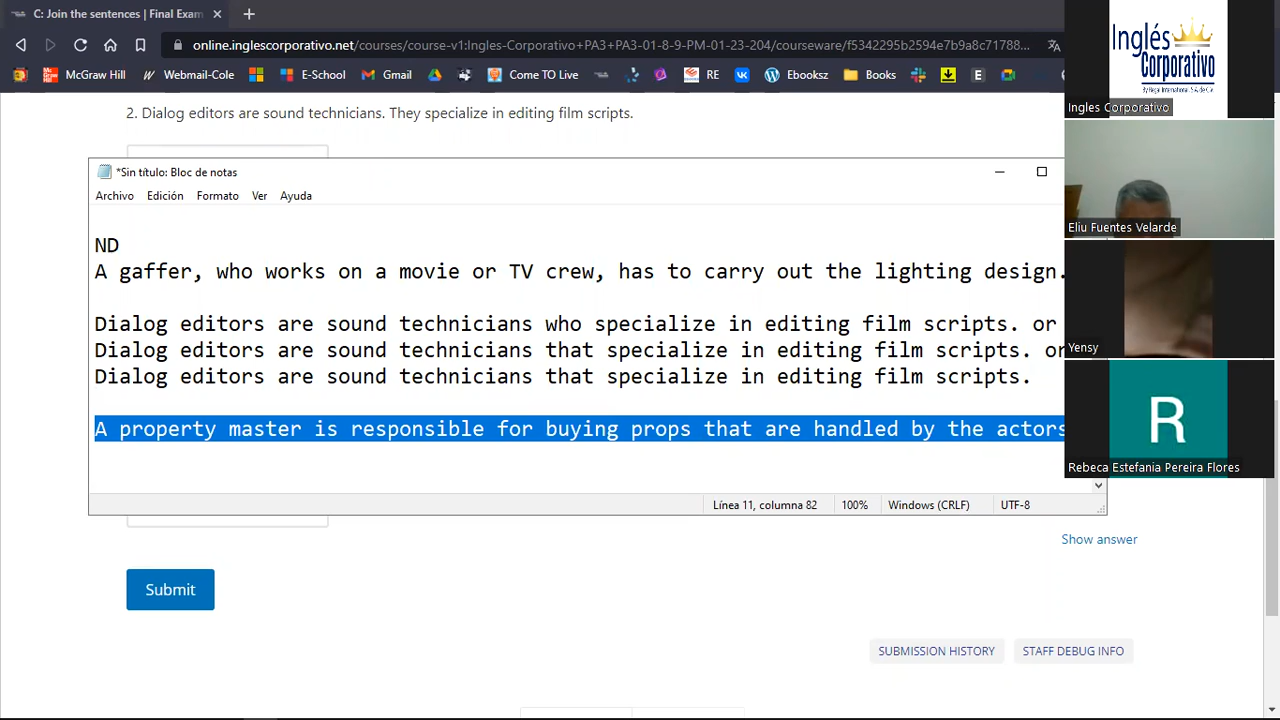 C: Join the sentences | Final Exam
online.inglescorporativo.net/courses/course-v1:Ingles-Corporativo+PA3+PA3-01-8-9-PM-01-23-204/courseware/f5342295b2594e7b9a8c71788...
McGraw Hill Webmail-Cole E-School Gmail Come TO Live RE Ebooksz Books
2. Dialog editors are sound technicians. They specialize in editing film scripts.
*Sin título: Bloc de notas
Archivo Edición Formato Ver Ayuda
ND
A gaffer, who works on a movie or TV crew, has to carry out the lighting design.
Dialog editors are sound technicians who specialize in editing film scripts. or
Dialog editors are sound technicians that specialize in editing film scripts. or
Dialog editors are sound technicians that specialize in editing film scripts.
A property master is responsible for buying props that are handled by the actors
Línea 11, columna 82 100% Windows (CRLF) UTF-8
Show answer
Submit
SUBMISSION HISTORY STAFF DEBUG INFO
Inglés
Corporativo
By Regal International, S.A. de C.V.
Ingles Corporativo
Eliu Fuentes Velarde
Yensy
R
Rebeca Estefania Pereira Flores